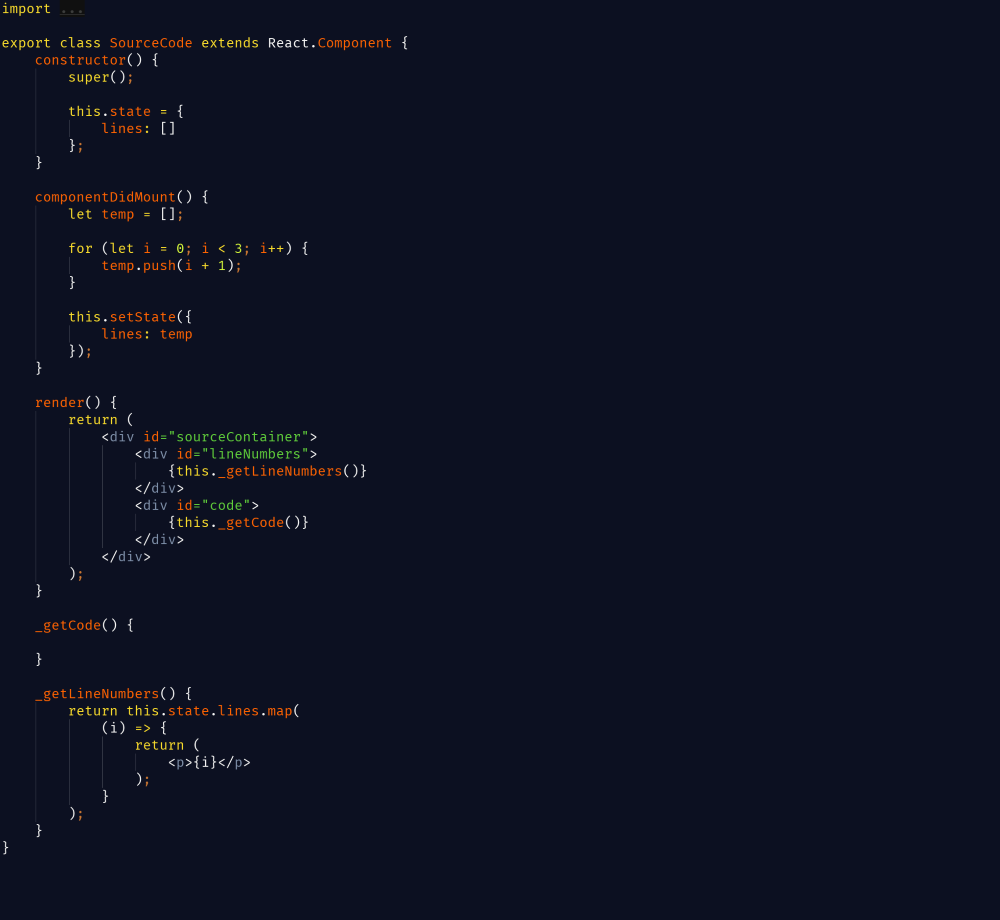 import ...
export class SourceCode extends React.Component {
    constructor() {
        super();
        this.state = {
            lines: []
        };
    }
    componentDidMount() {
        let temp = [];
        for (let i = 0; i < 3; i++) {
            temp.push(i + 1);
        }
        this.setState({
            lines: temp
        });
    }
    render() {
        return (
            <div id="sourceContainer">
                <div id="lineNumbers">
                    {this._getLineNumbers()}
                </div>
                <div id="code">
                    {this._getCode()}
                </div>
            </div>
        );
    }
    _getCode() {
    }
    _getLineNumbers() {
        return this.state.lines.map(
            (i) => {
                return (
                    <p>{i}</p>
                );
            }
        );
    }
}